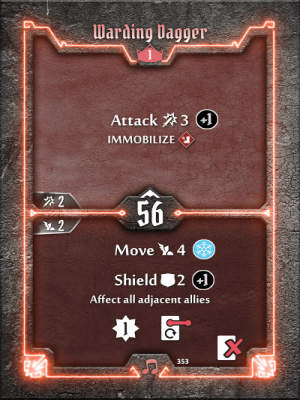 Warding Dagger
1
Attack 3 +1
IMMOBILIZE
2
56
2
Move 4
Shield 2 +1
Affect all adjacent allies
1
353